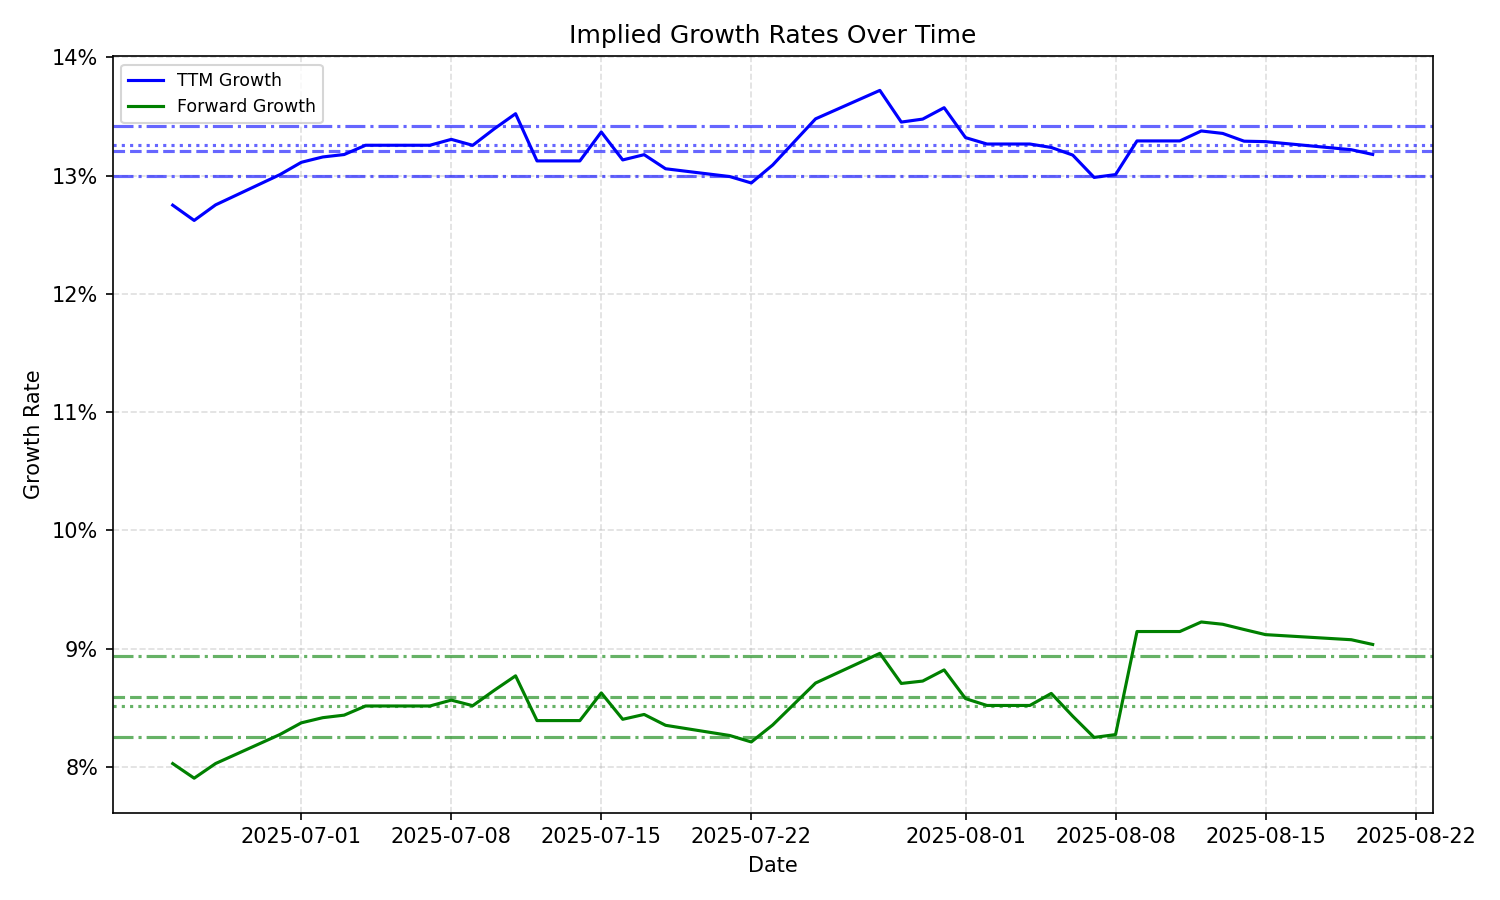 Implied Growth Rates Over Time
TTM Growth
Forward Growth
Growth Rate
14%
13%
12%
11%
10%
9%
8%
2025-07-01 2025-07-08 2025-07-15 2025-07-22 2025-08-01 2025-08-08 2025-08-15 2025-08-22
Date